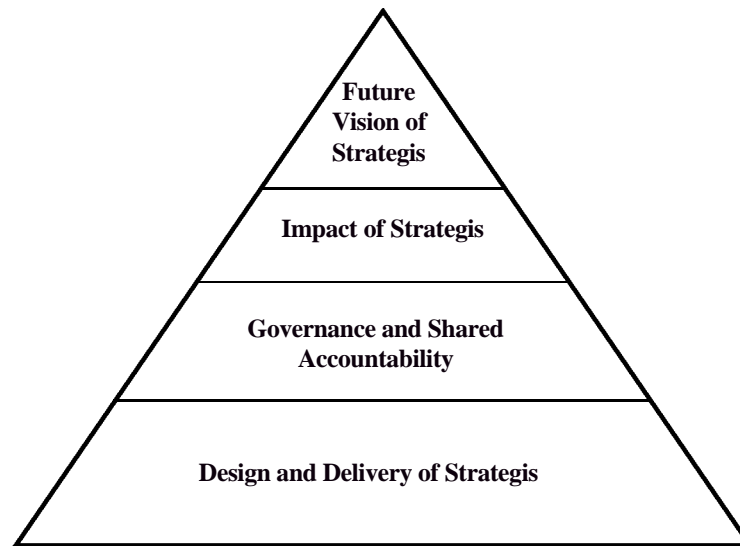 Future
Vision of
Strategis
Impact of Strategis
Governance and Shared
Accountability
Design and Delivery of Strategis